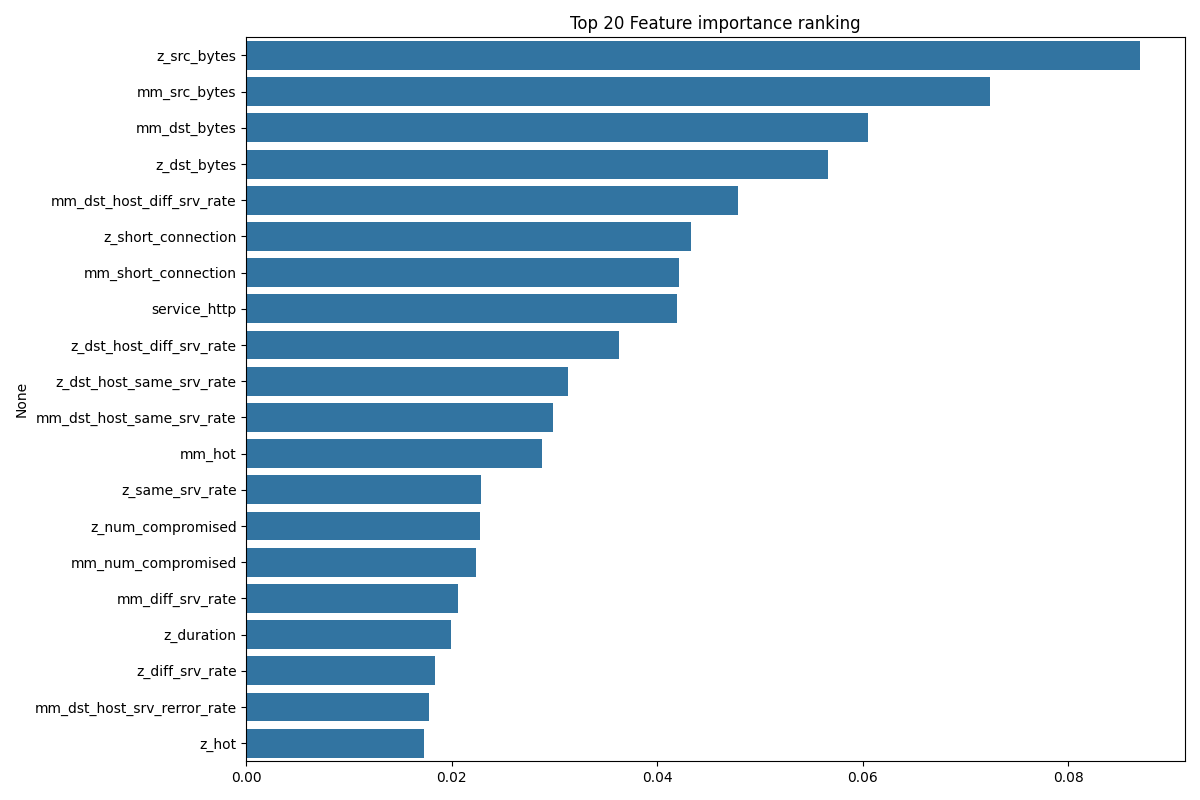 Top 20 Feature importance ranking
z_src_bytes
mm_src_bytes
mm_dst_bytes
z_dst_bytes
mm_dst_host_diff_srv_rate
z_short_connection
mm_short_connection
service_http
z_dst_host_diff_srv_rate
z_dst_host_same_srv_rate
mm_dst_host_same_srv_rate
mm_hot
z_same_srv_rate
z_num_compromised
mm_num_compromised
mm_diff_srv_rate
z_duration
z_diff_srv_rate
mm_dst_host_srv_rerror_rate
z_hot
None
0.00 0.02 0.04 0.06 0.08